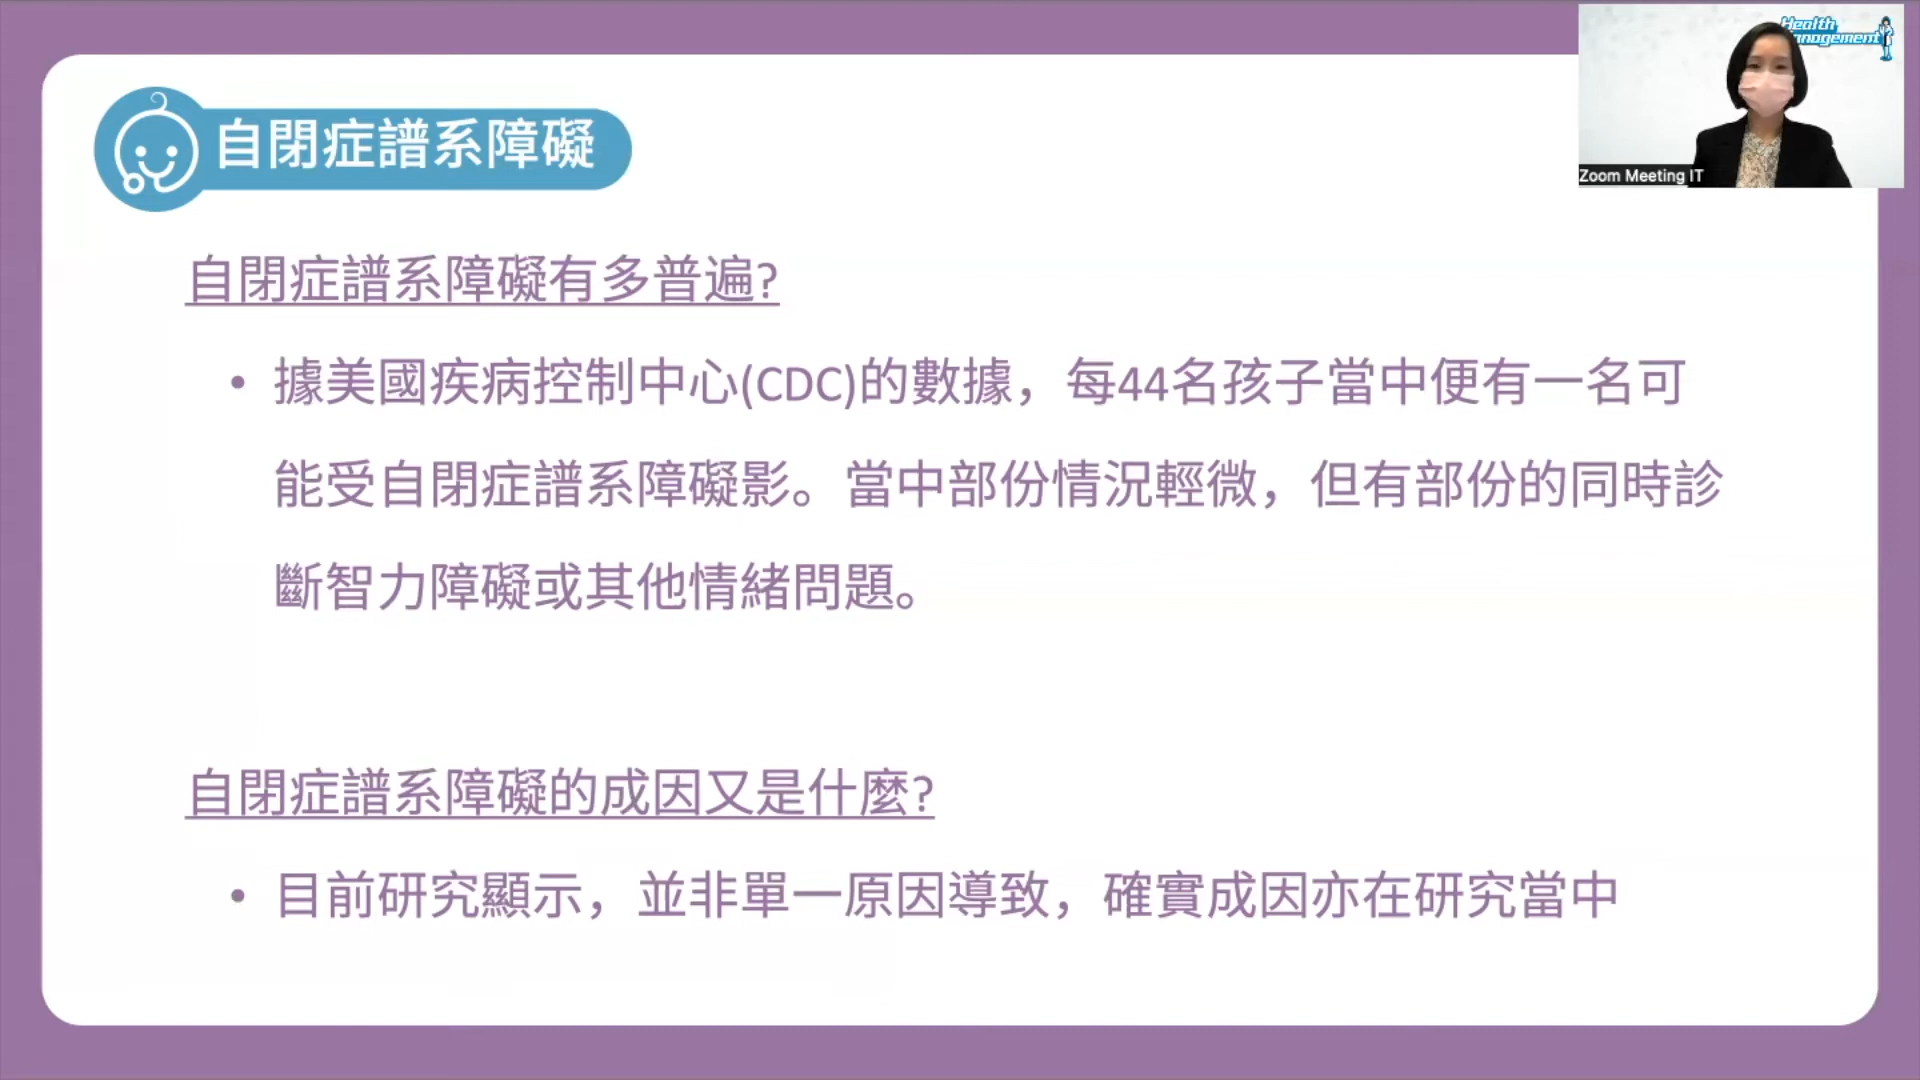 Health
Management
Zoom Meeting IT
自閉症譜系障礙
自閉症譜系障礙有多普遍?
• 據美國疾病控制中心(CDC)的數據，每44名孩子當中便有一名可
能受自閉症譜系障礙影。當中部份情況輕微，但有部份的同時診
斷智力障礙或其他情緒問題。
自閉症譜系障礙的成因又是什麼?
• 目前研究顯示，並非單一原因導致，確實成因亦在研究當中